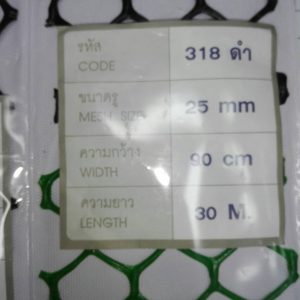 รหัส
CODE
318 ดำ
ขนาดรู
MESH SIZE
25 mm
ความกว้าง
WIDTH
90 cm
ความยาว
LENGTH
30 M.